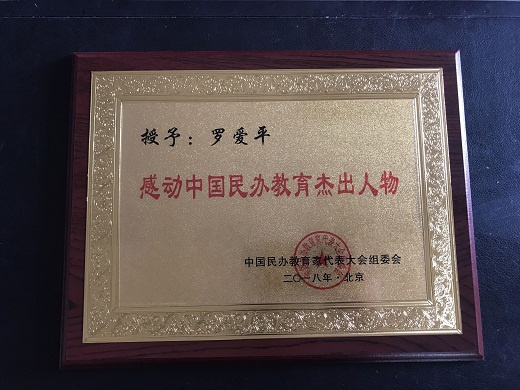 授予：罗爱平
感动中国民办教育杰出人物
中国民办教育家代表大会组委会
二〇一八年·北京